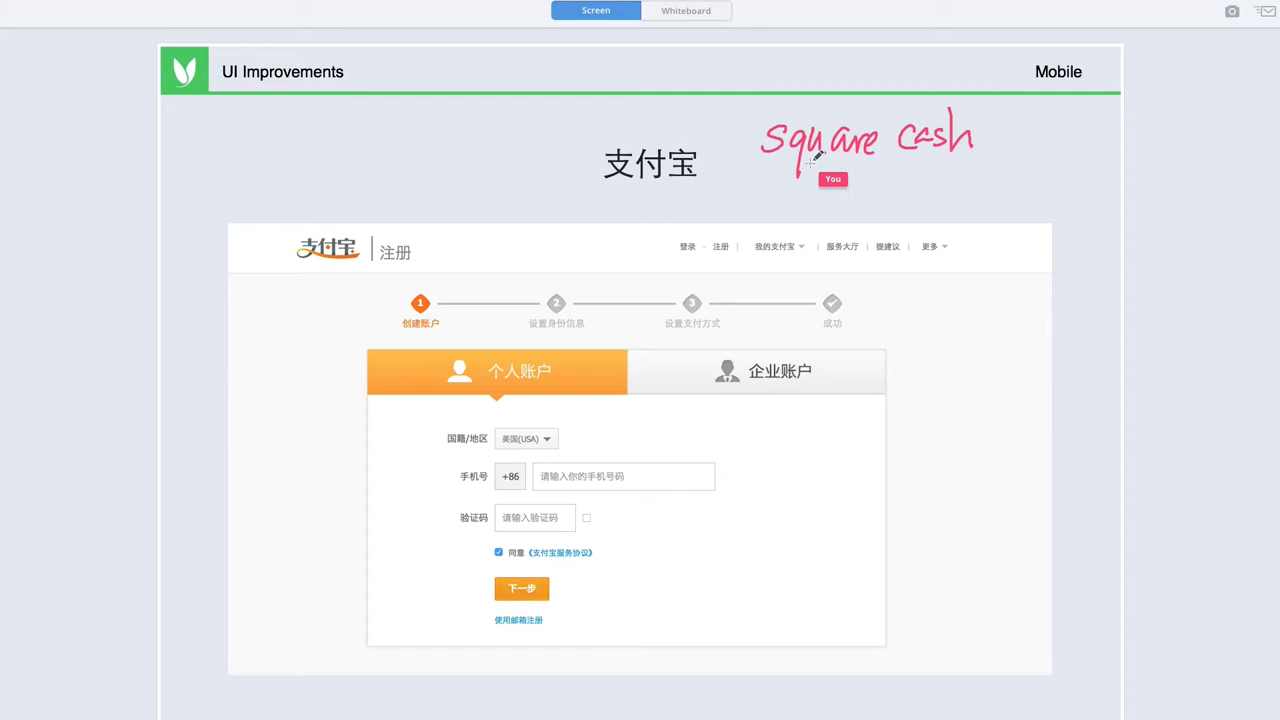 Screen Whiteboard
UI Improvements Mobile
square cash
支付宝
You
支付宝 注册
登录 - 注册 | 我的支付宝 | 服务大厅 | 提建议 | 更多
1 2 3
创建账户 设置身份信息 设置支付方式 成功
个人账户 企业账户
国籍/地区 美国(USA)
手机号 +86 请输入你的手机号码
验证码 请输入验证码
同意《支付宝服务协议》
下一步
使用邮箱注册